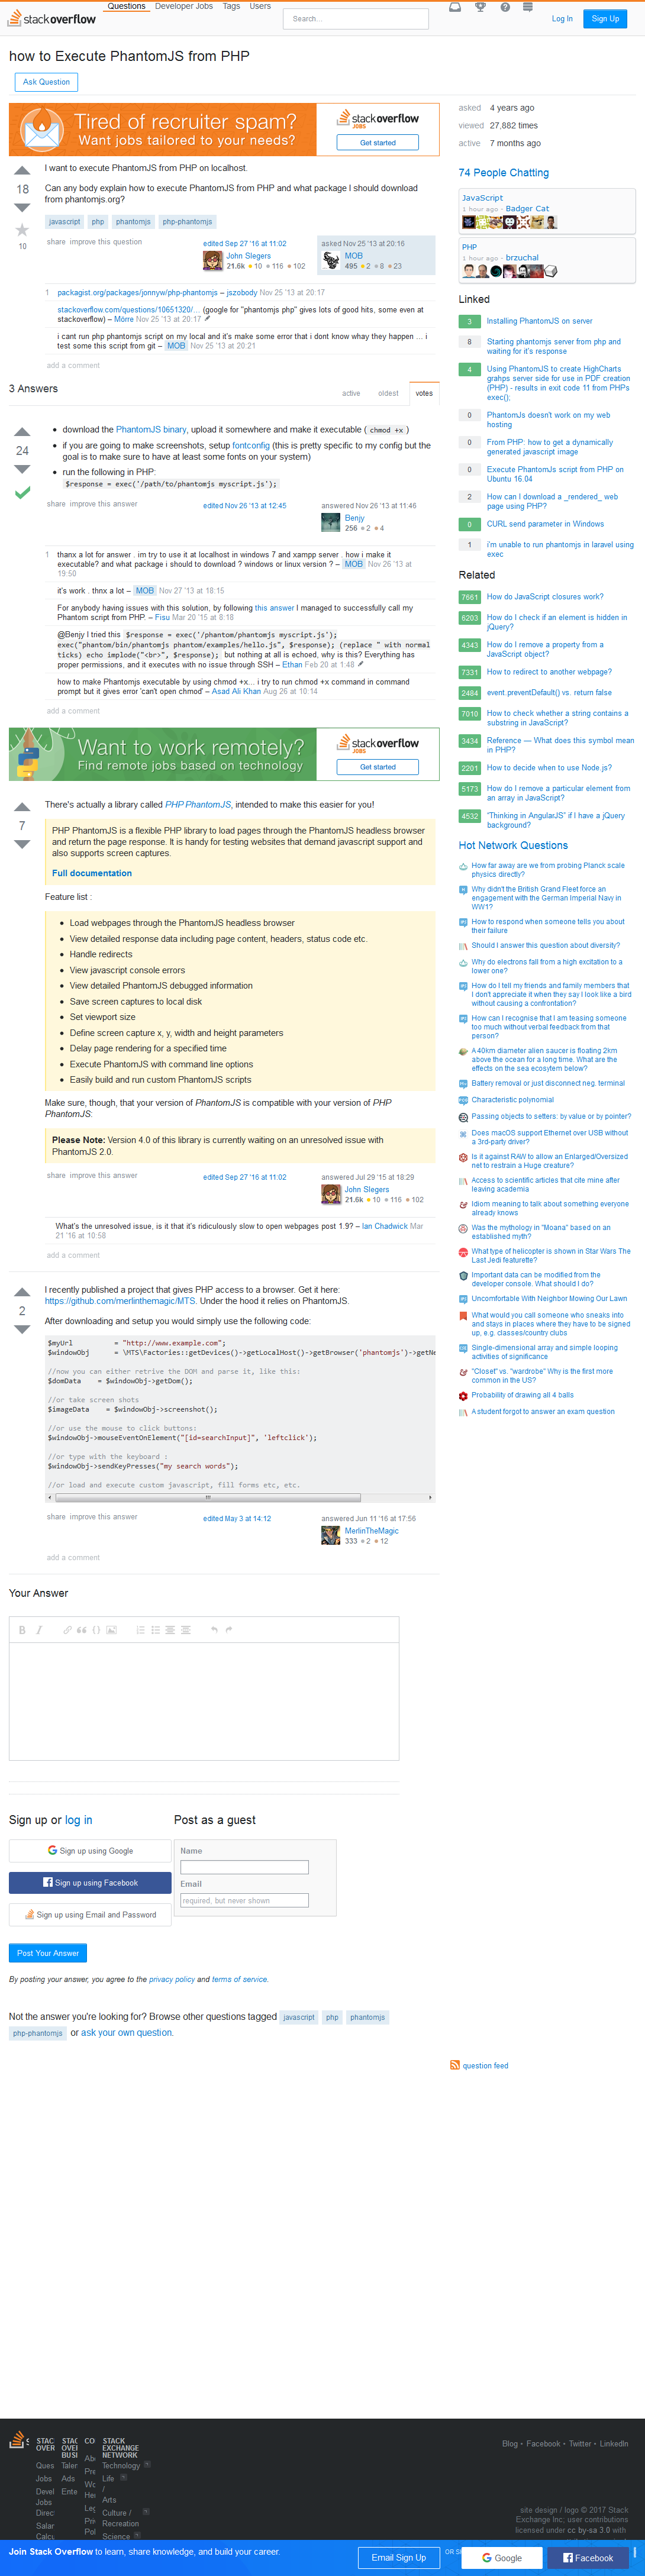 Questions Developer Jobs Tags Users
stackoverflow
Search...
Log In
Sign Up
how to Execute PhantomJS from PHP
Ask Question
Tired of recruiter spam?
Want jobs tailored to your needs?
stackoverflow
JOBS
Get started
18
10
I want to execute PhantomJS from PHP on localhost.
Can any body explain how to execute PhantomJS from PHP and what package I should download
from phantomjs.org?
javascript php phantomjs php-phantomjs
share improve this question
edited Sep 27 '16 at 11:02
John Slegers
21.6k 10 116 102
asked Nov 25 '13 at 20:16
MOB
495 2 8 23
1 packagist.org/packages/jonnyw/php-phantomjs – jszobody Nov 25 '13 at 20:17
stackoverflow.com/questions/10651320/... (google for "phantomjs php" gives lots of good hits, some even at
stackoverflow) – Mörre Nov 25 '13 at 20:17
i cant run php phantomjs script on my local and it's make some error that i dont know whay they happen ... i
test some this script from git – MOB Nov 25 '13 at 20:21
add a comment
3 Answers
active oldest votes
24
download the PhantomJS binary, upload it somewhere and make it executable ( chmod +x )
if you are going to make screenshots, setup fontconfig (this is pretty specific to my config but the
goal is to make sure to have at least some fonts on your system)
run the following in PHP:
$response = exec('/path/to/phantomjs myscript.js');
share improve this answer
edited Nov 26 '13 at 12:45
answered Nov 26 '13 at 11:46
Benjy
256 2 4
1 thanx a lot for answer . im try to use it at localhost in windows 7 and xampp server . how i make it
executable? and what package i should to download ? windows or linux version ? – MOB Nov 26 '13 at
19:50
it's work . thnx a lot – MOB Nov 27 '13 at 18:15
For anybody having issues with this solution, by following this answer I managed to successfully call my
Phantom script from PHP. – Fisu Mar 20 '15 at 8:18
@Benjy I tried this $response = exec('/phantom/phantomjs myscript.js');
exec("phantom/bin/phantomjs phantom/examples/hello.js", $response); (replace " with normal
ticks) echo implode("<br>", $response); but nothing at all is echoed, why is this? Everything has
proper permissions, and it executes with no issue through SSH – Ethan Feb 20 at 1:48
how to make Phantomjs executable by using chmod +x... i try to run chmod +x command in command
prompt but it gives error 'can't open chmod' – Asad Ali Khan Aug 26 at 10:14
add a comment
Want to work remotely?
Find remote jobs based on technology
stackoverflow
JOBS
Get started
7
There's actually a library called PHP PhantomJS, intended to make this easier for you!
PHP PhantomJS is a flexible PHP library to load pages through the PhantomJS headless browser
and return the page response. It is handy for testing websites that demand javascript support and
also supports screen captures.
Full documentation
Feature list :
Load webpages through the PhantomJS headless browser
View detailed response data including page content, headers, status code etc.
Handle redirects
View javascript console errors
View detailed PhantomJS debugged information
Save screen captures to local disk
Set viewport size
Define screen capture x, y, width and height parameters
Delay page rendering for a specified time
Execute PhantomJS with command line options
Easily build and run custom PhantomJS scripts
Make sure, though, that your version of PhantomJS is compatible with your version of PHP
PhantomJS:
Please Note: Version 4.0 of this library is currently waiting on an unresolved issue with
PhantomJS 2.0.
share improve this answer
edited Sep 27 '16 at 11:02
answered Jul 29 '15 at 18:29
John Slegers
21.6k 10 116 102
What's the unresolved issue, is it that it's ridiculously slow to open webpages post 1.9? – Ian Chadwick Mar
21 '16 at 10:58
add a comment
2
I recently published a project that gives PHP access to a browser. Get it here:
https://github.com/merlinthemagic/MTS. Under the hood it relies on PhantomJS.
After downloading and setup you would simply use the following code:
$myUrl = "http://www.example.com";
$windowObj = \MTS\Factories::getDevices()->getLocalHost()->getBrowser('phantomjs')->getNe
//now you can either retrive the DOM and parse it, like this:
$domData = $windowObj->getDom();
//or take screen shots
$imageData = $windowObj->screenshot();
//or use the mouse to click buttons:
$windowObj->mouseEventOnElement("[id=searchInput]", 'leftclick');
//or type with the keyboard :
$windowObj->sendKeyPresses("my search words");
//or load and execute custom javascript, fill forms etc, etc.
share improve this answer
edited May 3 at 14:12
answered Jun 11 '16 at 17:56
MerlinTheMagic
333 2 12
add a comment
Your Answer
Sign up or log in
Sign up using Google
Sign up using Facebook
Sign up using Email and Password
Post as a guest
Name
Email
required, but never shown
Post Your Answer
By posting your answer, you agree to the privacy policy and terms of service.
Not the answer you're looking for? Browse other questions tagged javascript php phantomjs
php-phantomjs or ask your own question.
asked 4 years ago
viewed 27,882 times
active 7 months ago
74 People Chatting
JavaScript
1 hour ago - Badger Cat
PHP
1 hour ago - brzuchal
Linked
3 Installing PhantomJS on server
8 Starting phantomjs server from php and
waiting for it's response
4 Using PhantomJS to create HighCharts
grahps server side for use in PDF creation
(PHP) - results in exit code 11 from PHPs
exec();
0 PhantomJs doesn't work on my web
hosting
0 From PHP: how to get a dynamically
generated javascript image
0 Execute PhantomJs script from PHP on
Ubuntu 16.04
2 How can I download a _rendered_ web
page using PHP?
0 CURL send parameter in Windows
1 i'm unable to run phantomjs in laravel using
exec
Related
7661 How do JavaScript closures work?
6203 How do I check if an element is hidden in
jQuery?
4343 How do I remove a property from a
JavaScript object?
7331 How to redirect to another webpage?
2484 event.preventDefault() vs. return false
7010 How to check whether a string contains a
substring in JavaScript?
3434 Reference — What does this symbol mean
in PHP?
2201 How to decide when to use Node.js?
5173 How do I remove a particular element from
an array in JavaScript?
4532 "Thinking in AngularJS" if I have a jQuery
background?
Hot Network Questions
How far away are we from probing Planck scale
physics directly?
Why didn't the British Grand Fleet force an
engagement with the German Imperial Navy in
WW1?
How to respond when someone tells you about
their failure
Should I answer this question about diversity?
Why do electrons fall from a high excitation to a
lower one?
How do I tell my friends and family members that
I don't appreciate it when they say I look like a bird
without causing a confrontation?
How can I recognise that I am teasing someone
too much without verbal feedback from that
person?
A 40km diameter alien saucer is floating 2km
above the ocean for a long time. What are the
effects on the sea ecosytem below?
Battery removal or just disconnect neg. terminal
Characteristic polynomial
Passing objects to setters: by value or by pointer?
Does macOS support Ethernet over USB without
a 3rd-party driver?
Is it against RAW to allow an Enlarged/Oversized
net to restrain a Huge creature?
Access to scientific articles that cite mine after
leaving academia
Idiom meaning to talk about something everyone
already knows
Was the mythology in "Moana" based on an
established myth?
What type of helicopter is shown in Star Wars The
Last Jedi featurette?
Important data can be modified from the
developer console. What should I do?
Uncomfortable With Neighbor Mowing Our Lawn
What would you call someone who sneaks into
and stays in places where they have to be signed
up, e.g. classes/country clubs
Single-dimensional array and simple looping
activities of significance
"Closet" vs. "wardrobe" Why is the first more
common in the US?
Probability of drawing all 4 balls
A student forgot to answer an exam question
question feed
STAC
OVER
Ques
Jobs
Devel
Jobs
Direc
Salar
Calcu
STAC
OVEI
BUSI
Taler
Ads
Ente
CO
Abc
Pre
Wo
Her
Leg
Priv
Pol
STACK
EXCHANGE
NETWORK
Technology
Life
/
Arts
Culture /
Recreation
Science
Blog Facebook Twitter LinkedIn
site design / logo © 2017 Stack
Exchange Inc; user contributions
licensed under cc by-sa 3.0 with
Join Stack Overflow to learn, share knowledge, and build your career.
Email Sign Up
OR S
Google
Facebook